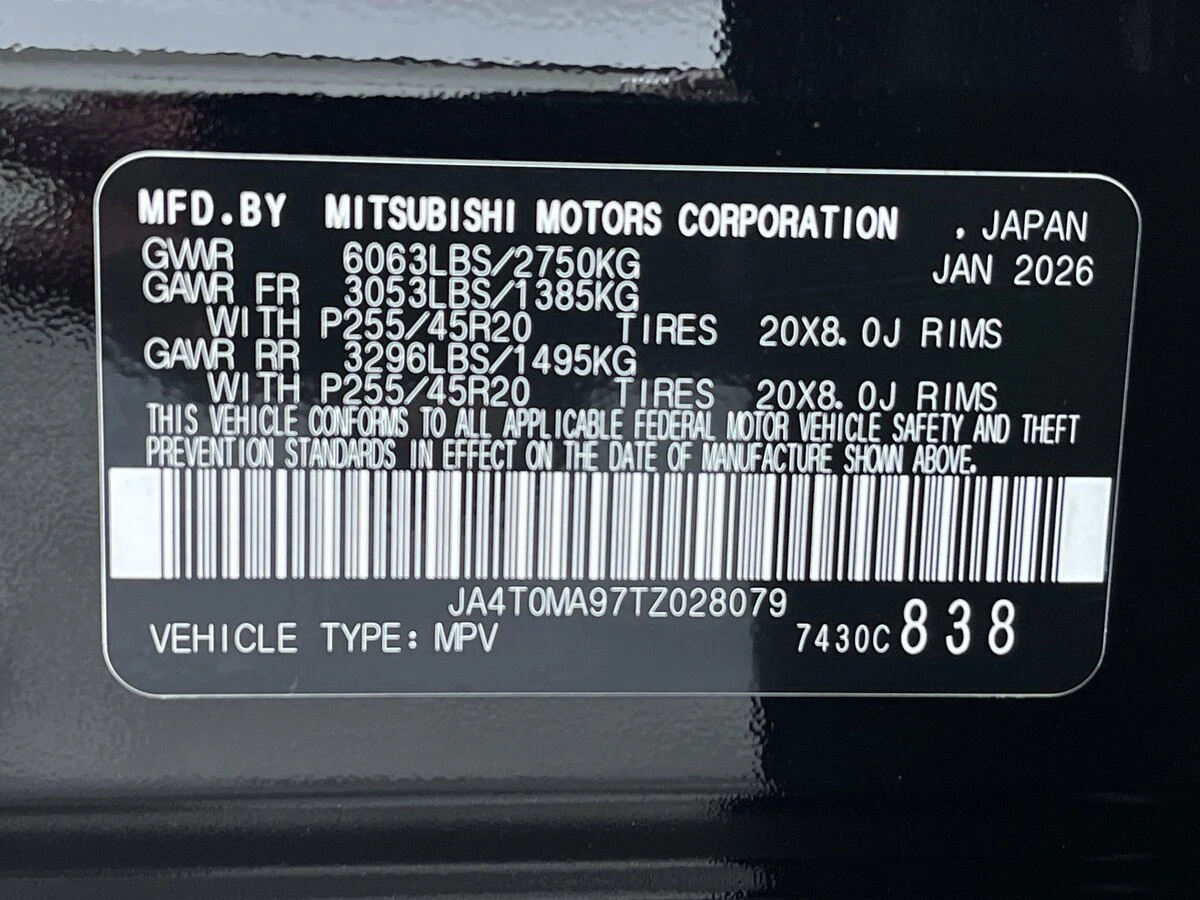 MFD.BY MITSUBISHI MOTORS CORPORATION , JAPAN
GVWR 6063LBS/2750KG JAN 2026
GAWR FR 3053LBS/1385KG
WITH P255/45R20 TIRES 20X8.0J RIMS
GAWR RR 3296LBS/1495KG
WITH P255/45R20 TIRES 20X8.0J RIMS
THIS VEHICLE CONFORMS TO ALL APPLICABLE FEDERAL MOTOR VEHICLE SAFETY AND THEFT
PREVENTION STANDARDS IN EFFECT ON THE DATE OF MANUFACTURE SHOWN ABOVE.
JA4T0MA97TZ028079
VEHICLE TYPE: MPV 7430C 838